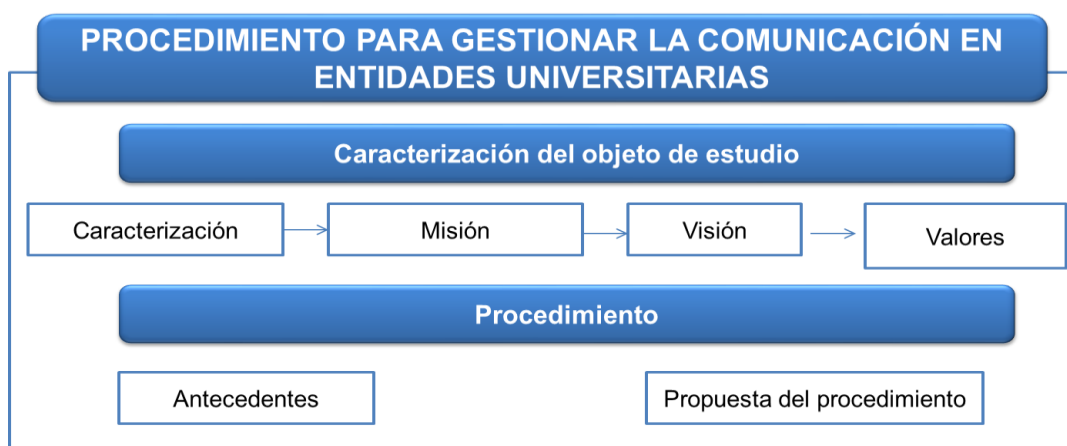 PROCEDIMIENTO PARA GESTIONAR LA COMUNICACIÓN EN
ENTIDADES UNIVERSITARIAS
Caracterización del objeto de estudio
Caracterización
Misión
Visión
Valores
Procedimiento
Antecedentes
Propuesta del procedimiento